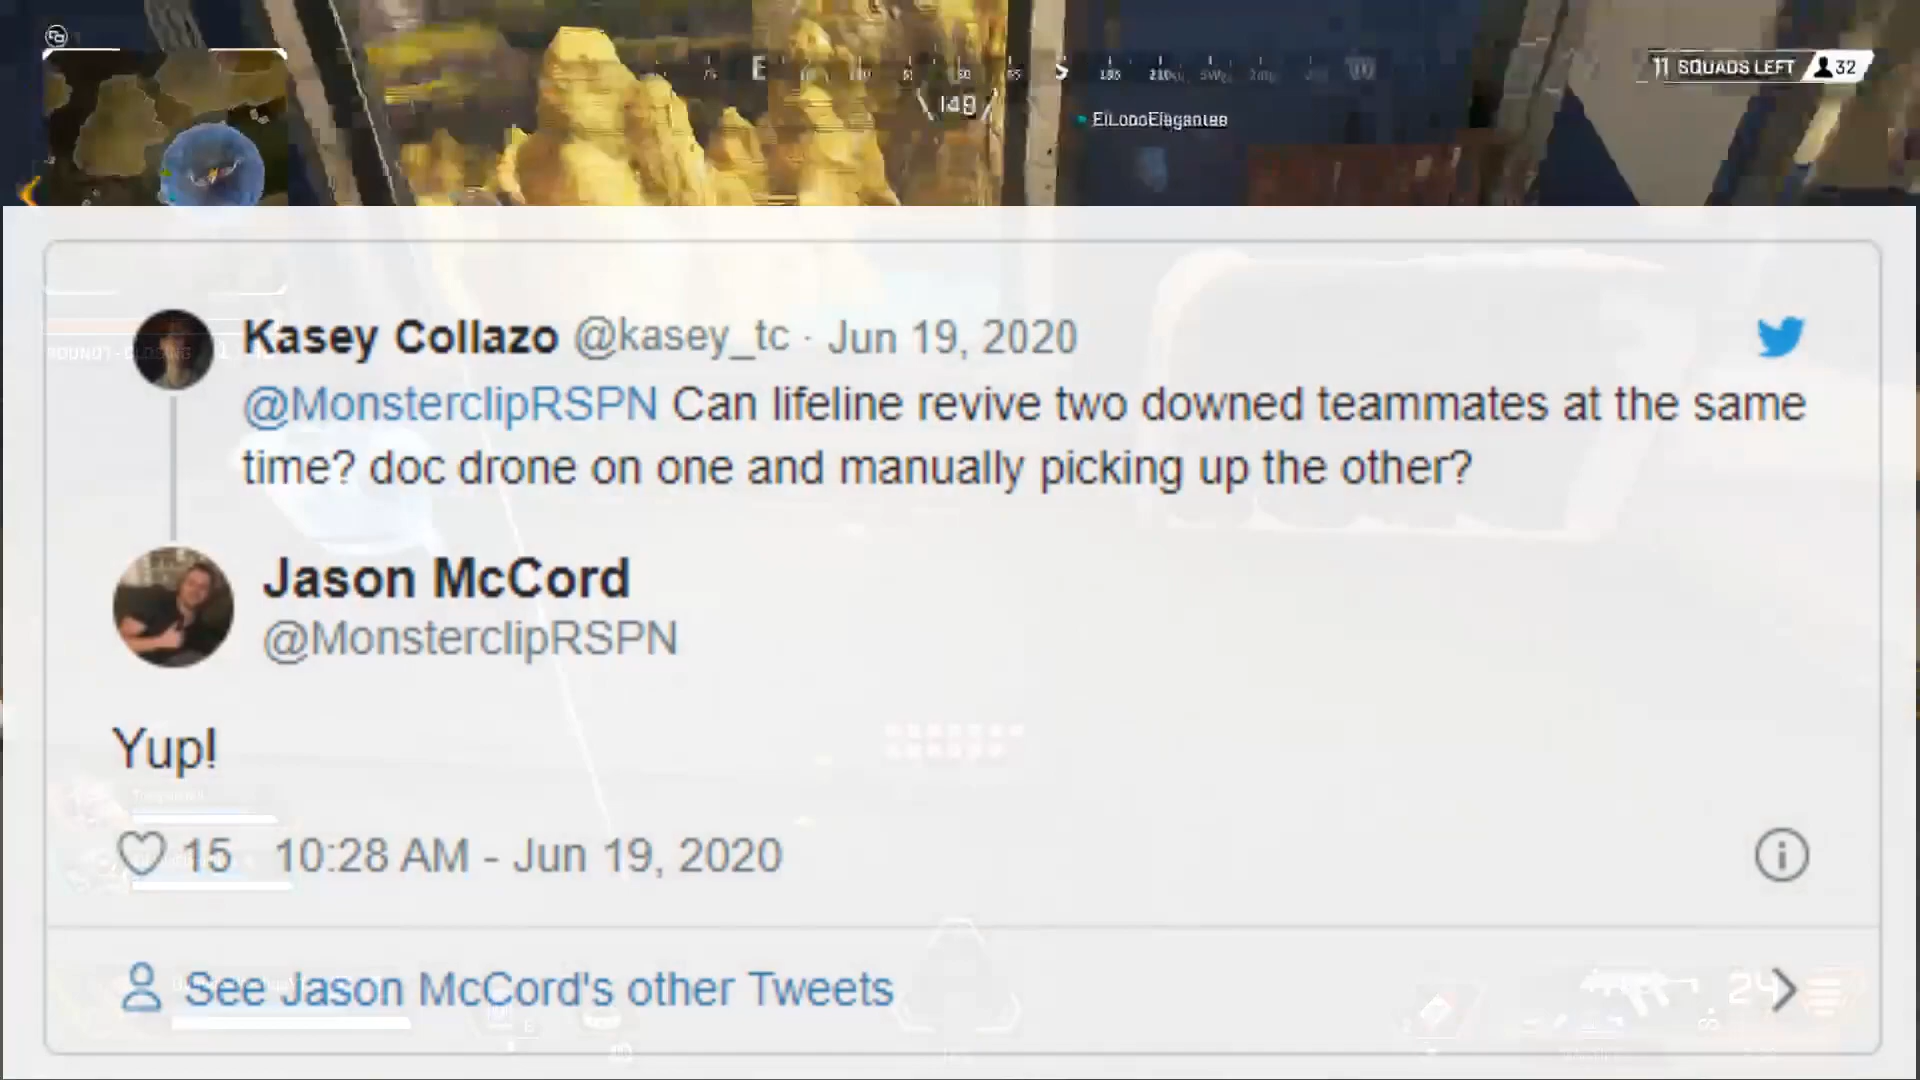 E
S
11 SQUADS LEFT
32
149
Kasey Collazo @kasey_tc · Jun 19, 2020
@MonsterclipRSPN Can lifeline revive two downed teammates at the same
time? doc drone on one and manually picking up the other?
Jason McCord
@MonsterclipRSPN
Yup!
15 10:28 AM - Jun 19, 2020
See Jason McCord's other Tweets
24